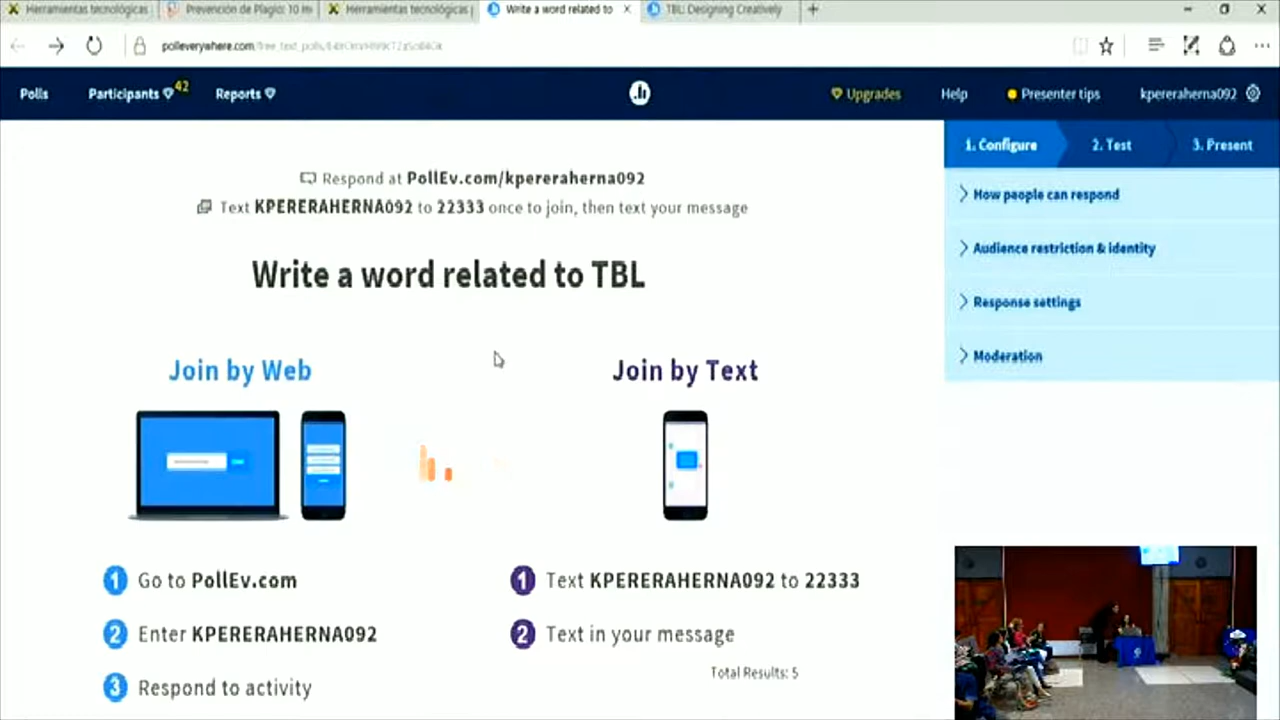 Herramientas tecnológicas
Prevención de Plagio: 10 m
Herramientas tecnológicas
Write a word related to
TBL: Designing Creatively
polleverywhere.com/free_text_polls/
Polls
Participants 42
Reports
Upgrades
Help
Presenter tips
kpereraherna092
1. Configure
2. Test
3. Present
Respond at PollEv.com/kpereraherna092
Text KPERERAHERNA092 to 22333 once to join, then text your message
Write a word related to TBL
How people can respond
Audience restriction & identity
Response settings
Moderation
Join by Web
Join by Text
1 Go to PollEv.com
2 Enter KPERERAHERNA092
3 Respond to activity
1 Text KPERERAHERNA092 to 22333
2 Text in your message
Total Results: 5